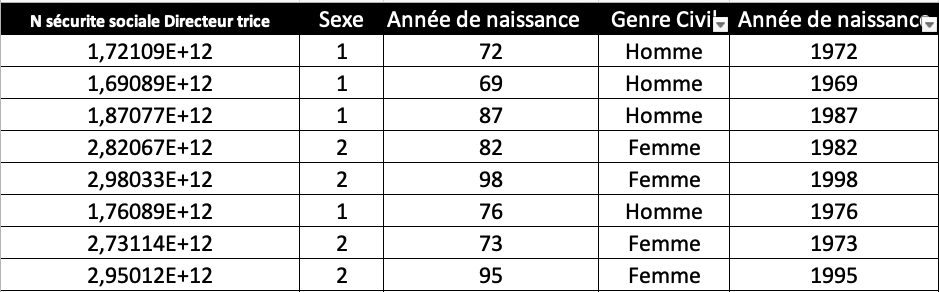 N sécurite sociale Directeur trice Sexe Année de naissance Genre Civil Année de naissance
1,72109E+12 1 72 Homme 1972
1,69089E+12 1 69 Homme 1969
1,87077E+12 1 87 Homme 1987
2,82067E+12 2 82 Femme 1982
2,98033E+12 2 98 Femme 1998
1,76089E+12 1 76 Homme 1976
2,73114E+12 2 73 Femme 1973
2,95012E+12 2 95 Femme 1995